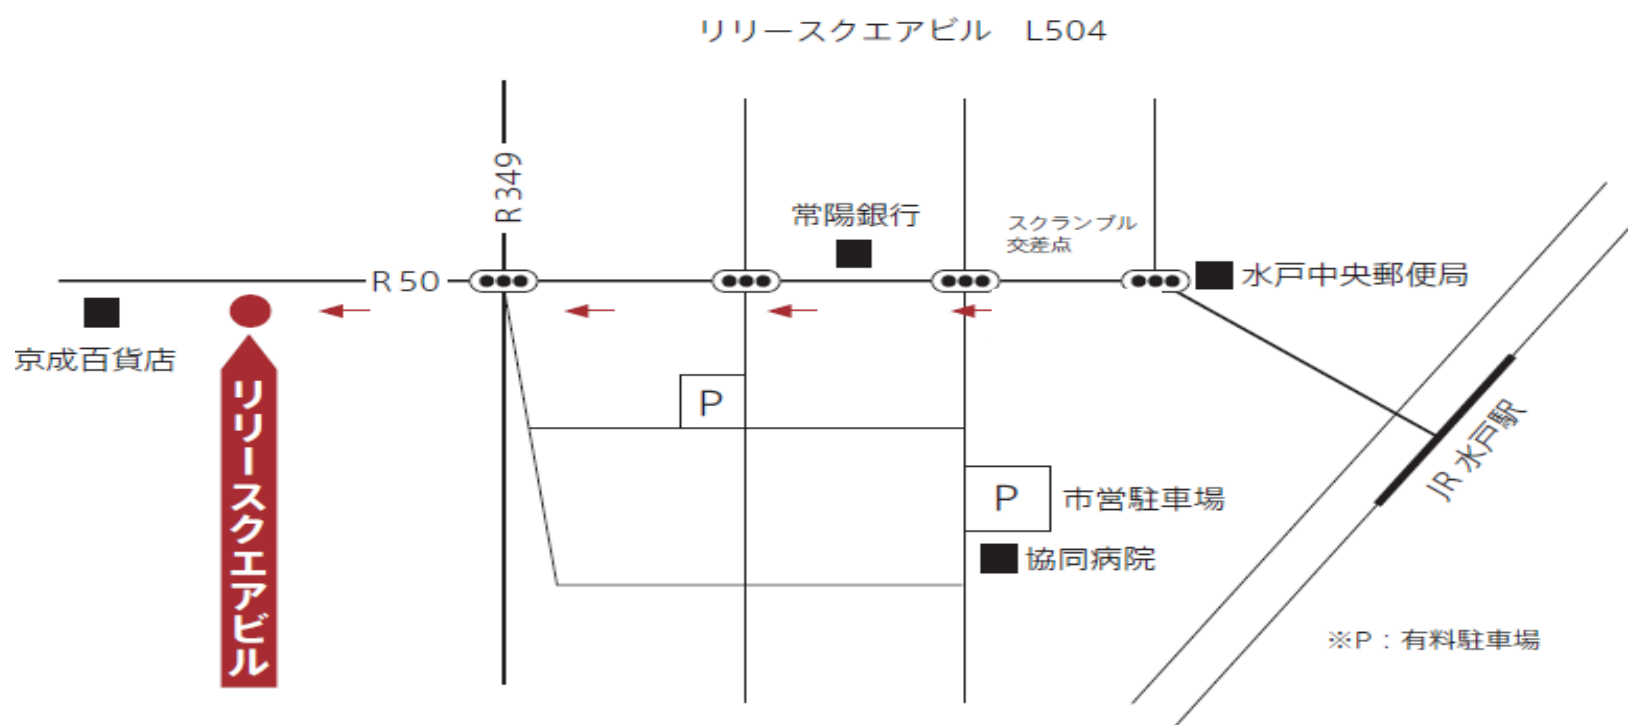 リリースクエアビル　L504
R349
常陽銀行
スクランブル
交差点
R50
水戸中央郵便局
京成百貨店
リリースクエアビル
P
JR 水戸駅
P
市営駐車場
協同病院
※P：有料駐車場